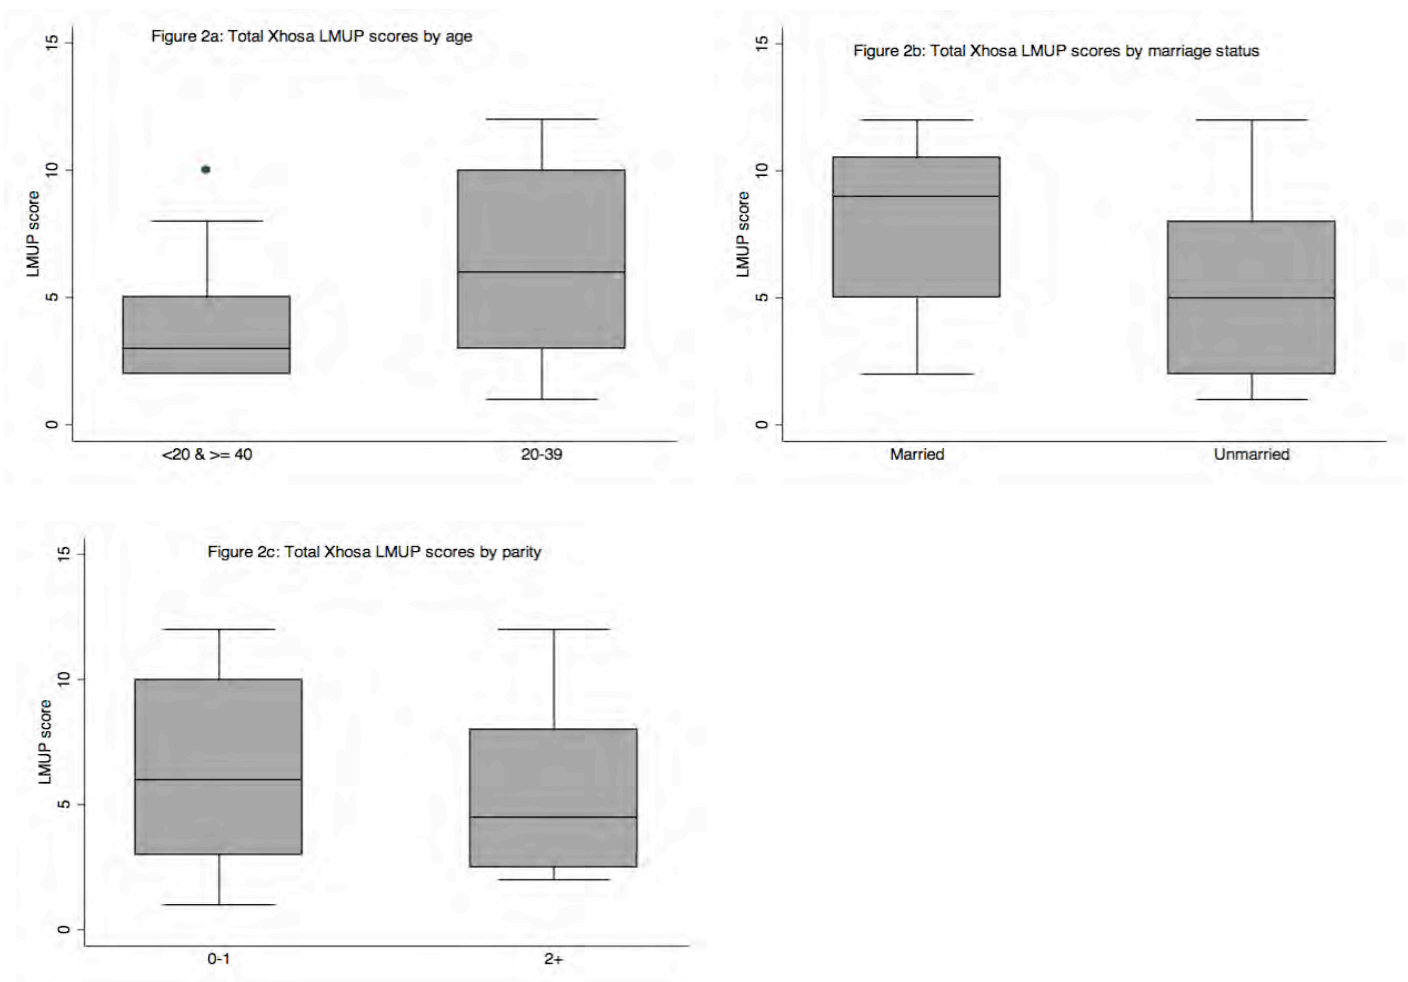 Figure 2a: Total Xhosa LMUP scores by age
15
10
5
0
LMUP score
<20 & >= 40
20-39
Figure 2b: Total Xhosa LMUP scores by marriage status
15
10
5
0
LMUP score
Married
Unmarried
Figure 2c: Total Xhosa LMUP scores by parity
15
10
5
0
LMUP score
0-1
2+